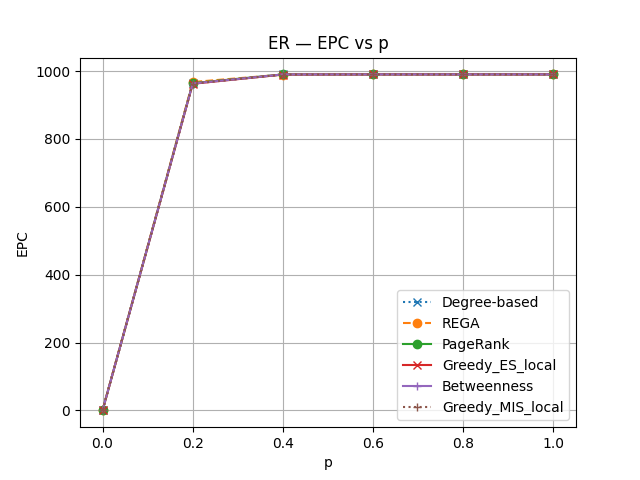 ER — EPC vs p
1000
800
600
400
200
0
EPC
Degree-based
REGA
PageRank
Greedy_ES_local
Betweenness
Greedy_MIS_local
0.0 0.2 0.4 0.6 0.8 1.0
p